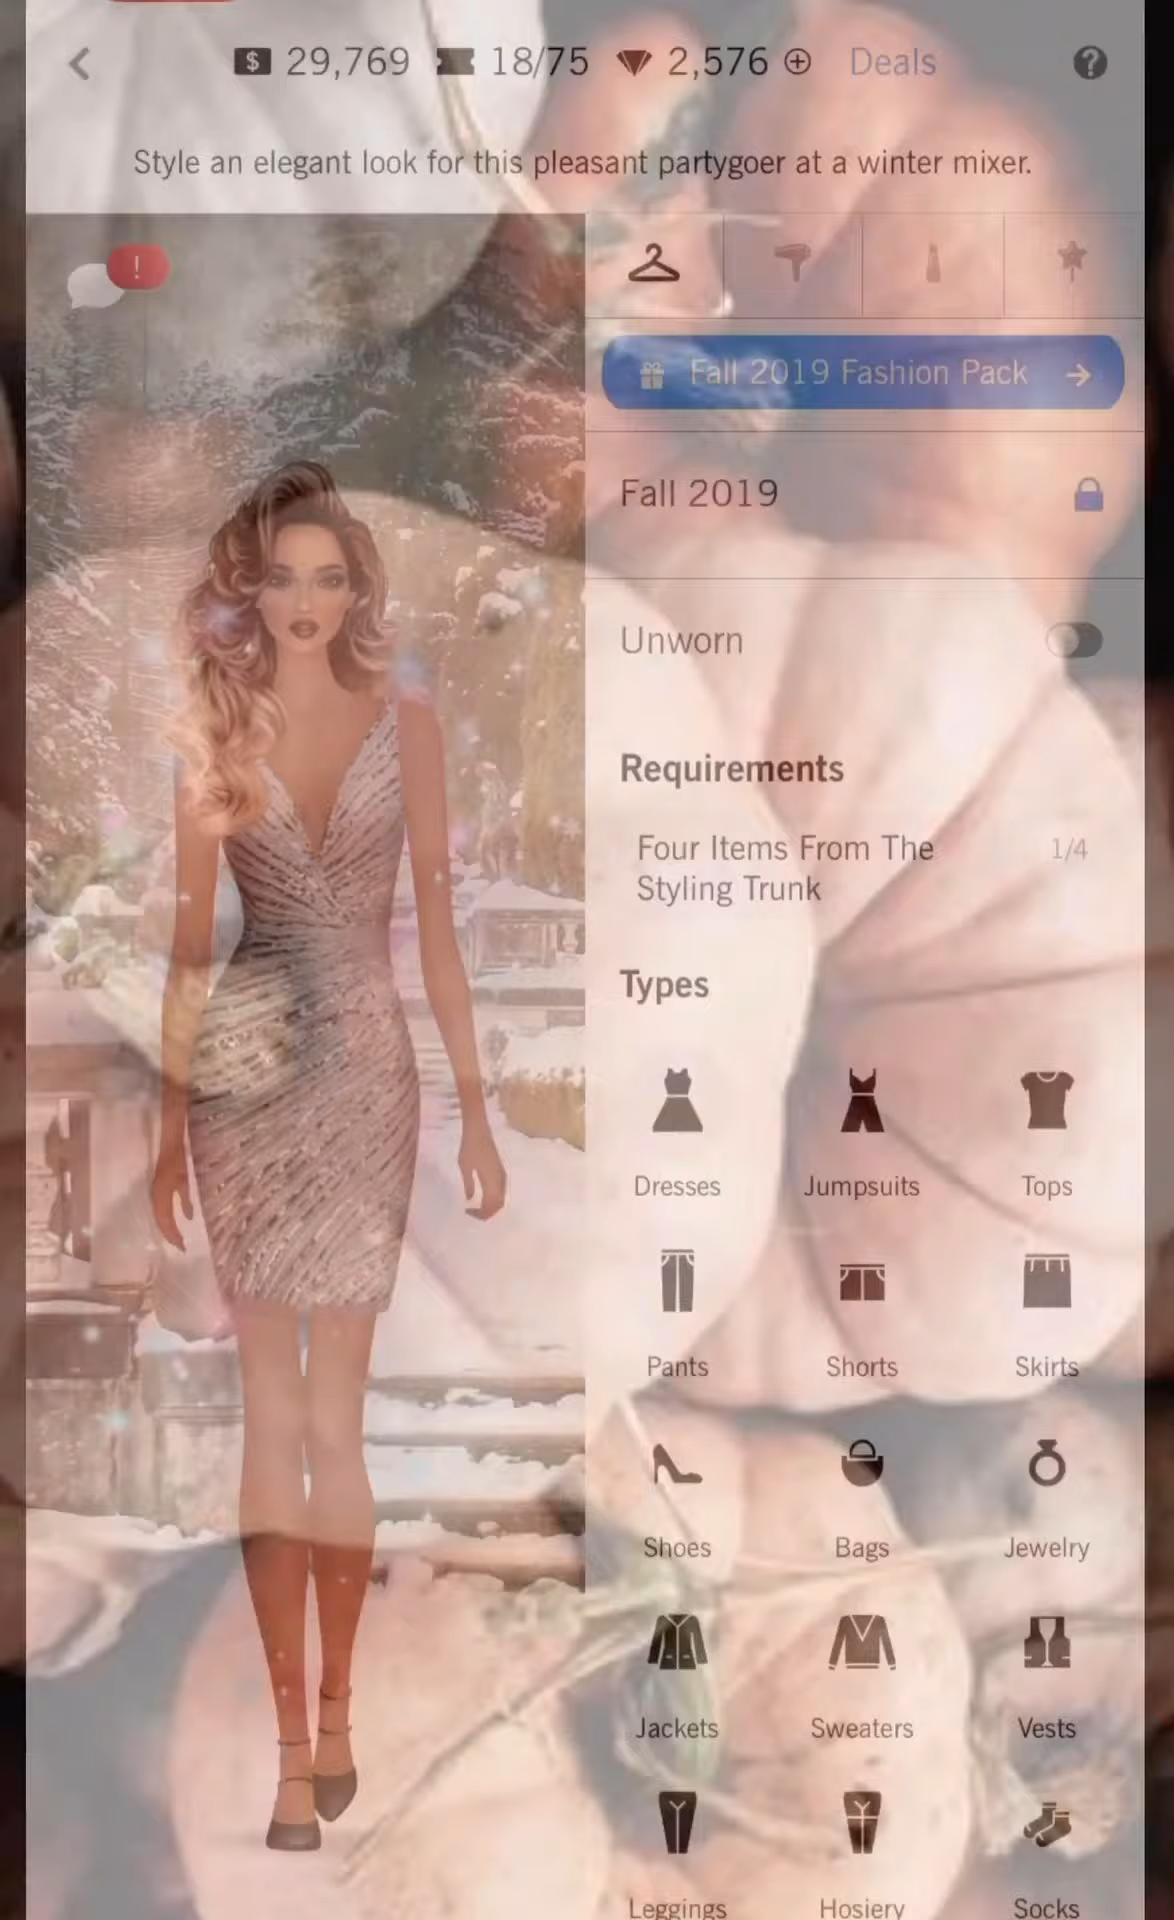 $ 29,769 18/75 2,576 + Deals ?
Style an elegant look for this pleasant partygoer at a winter mixer.
!
Fall 2019 Fashion Pack →
Fall 2019
Unworn
Requirements
Four Items From The 1/4
Styling Trunk
Types
Dresses Jumpsuits Tops
Pants Shorts Skirts
Shoes Bags Jewelry
Jackets Sweaters Vests
Leggings Hosiery Socks